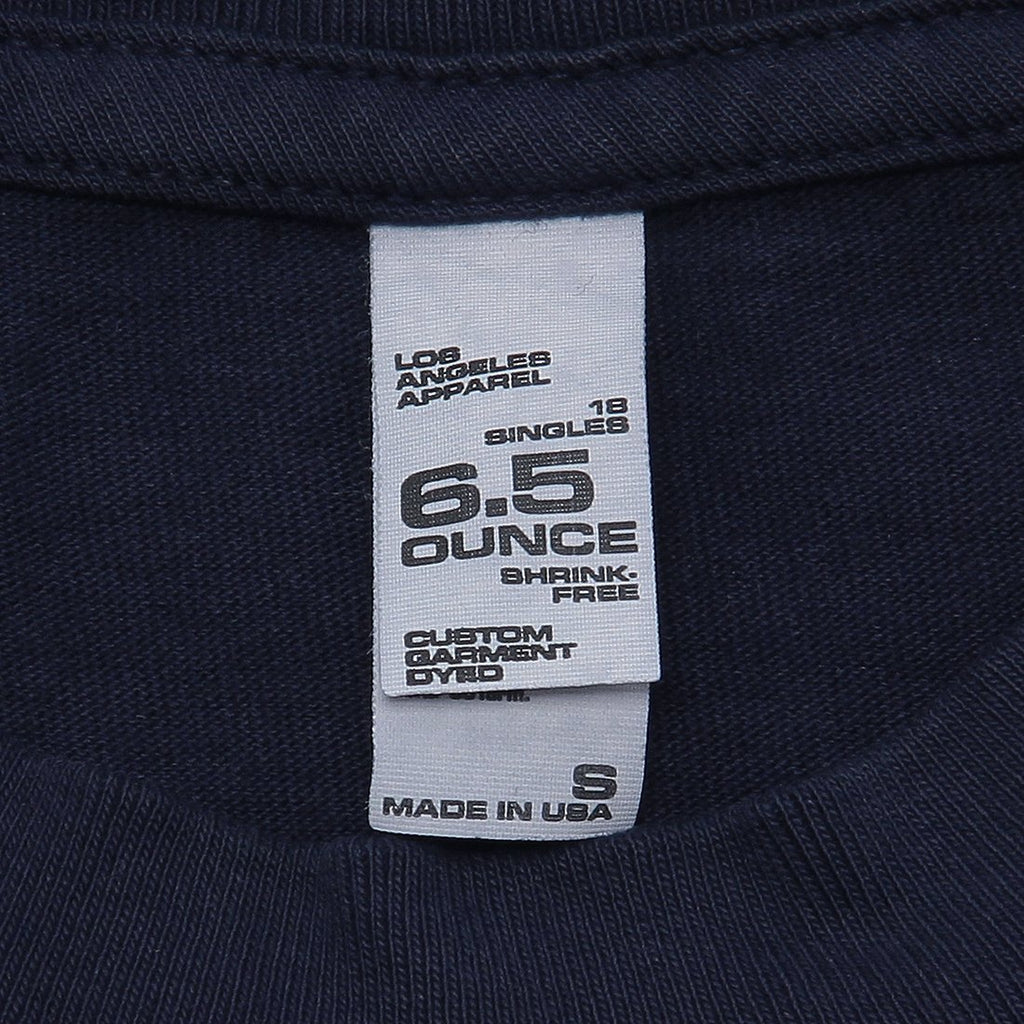 LOS
ANGELES
APPAREL
18
SINGLES
6.5
OUNCE
SHRINK-
FREE
CUSTOM
GARMENT
DYED
S
MADE IN USA